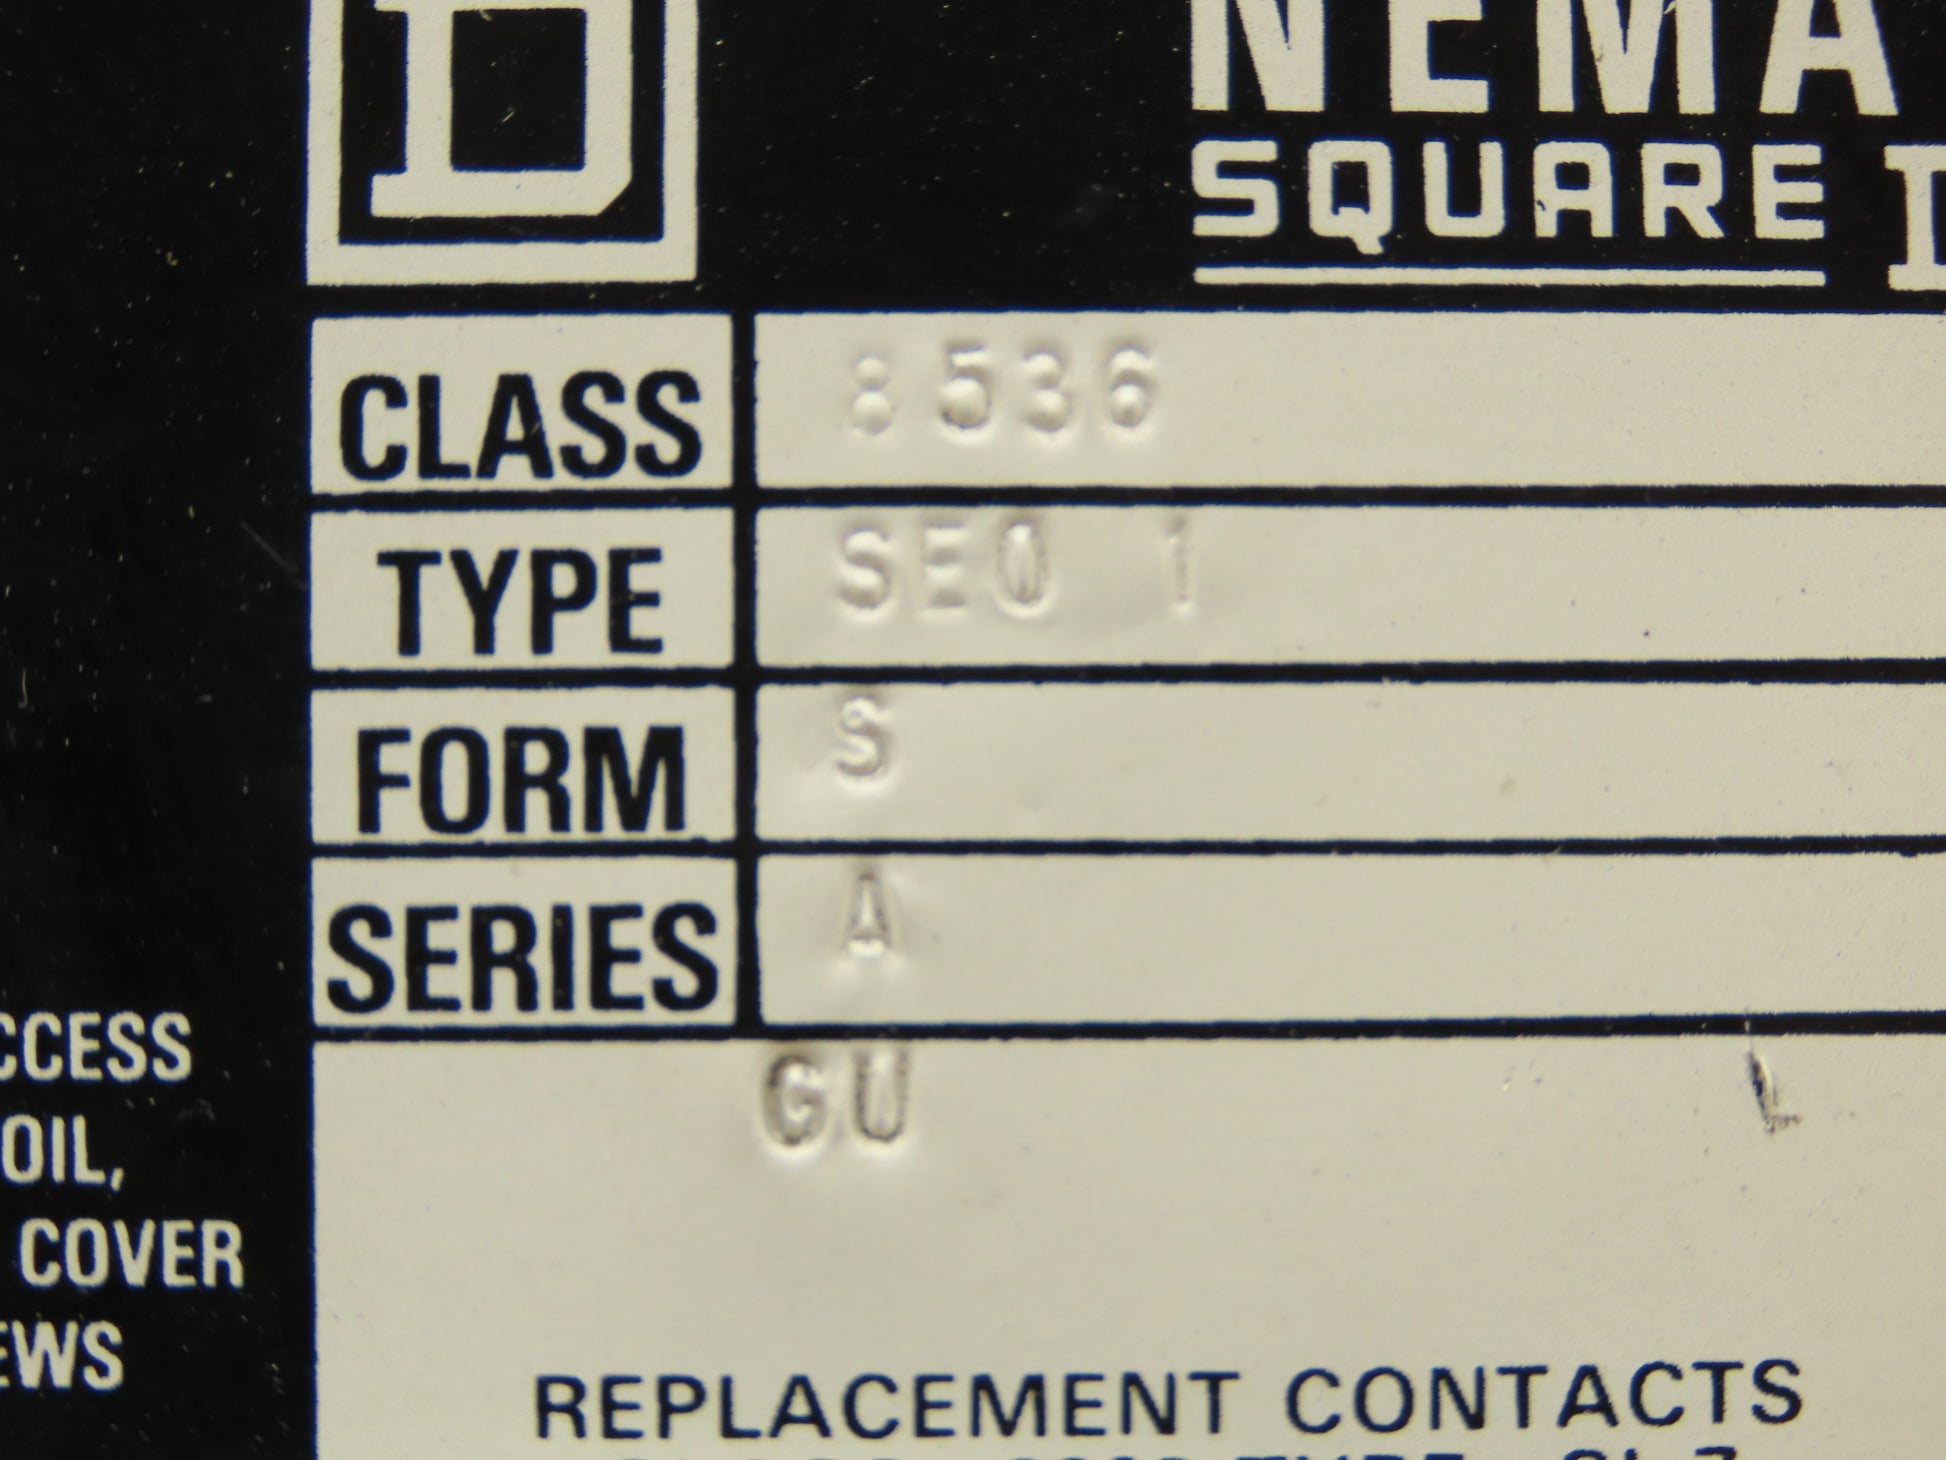 D
NEMA
SQUARE D
CLASS 8536
TYPE SEO 1
FORM S
SERIES A
GU L
CCESS
OIL,
COVER
EWS
REPLACEMENT CONTACTS